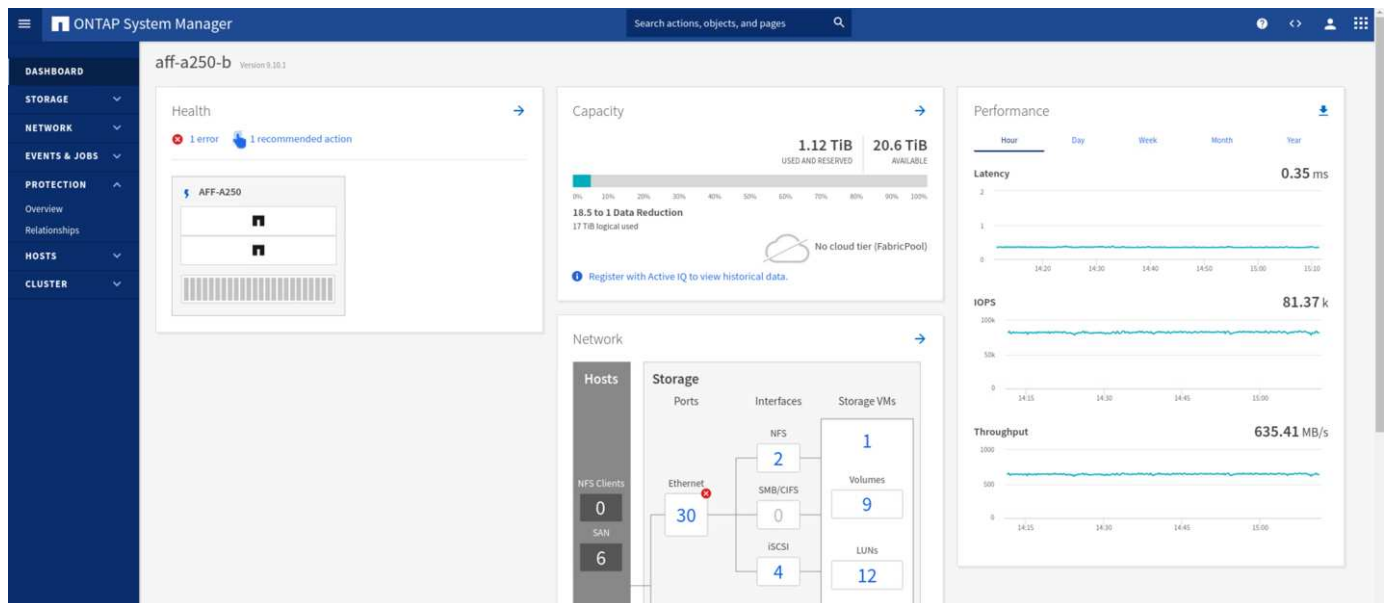 ONTAP System Manager
Search actions, objects, and pages
DASHBOARD
STORAGE
NETWORK
EVENTS & JOBS
PROTECTION
Overview
Relationships
HOSTS
CLUSTER
aff-a250-b Version 9.10.1
Health
1 error 1 recommended action
AFF-A250
Capacity
1.12 TiB 20.6 TiB
USED AND RESERVED AVAILABLE
0% 10% 20% 30% 40% 50% 60% 70% 80% 90% 100%
18.5 to 1 Data Reduction
17 TiB logical used
No cloud tier (FabricPool)
Register with Active IQ to view historical data.
Network
Hosts
NFS Clients
0
SAN
6
Storage
Ports Interfaces Storage VMs
Ethernet
30
NFS
2
SMB/CIFS
0
iSCSI
4
1
Volumes
9
LUNs
12
Performance
Hour Day Week Month Year
Latency 0.35 ms
2
1
0
14:20 14:30 14:40 14:50 15:00 15:10
IOPS 81.37 k
100k
50k
0
14:15 14:30 14:45 15:00
Throughput 635.41 MB/s
1000
500
0
14:15 14:30 14:45 15:00